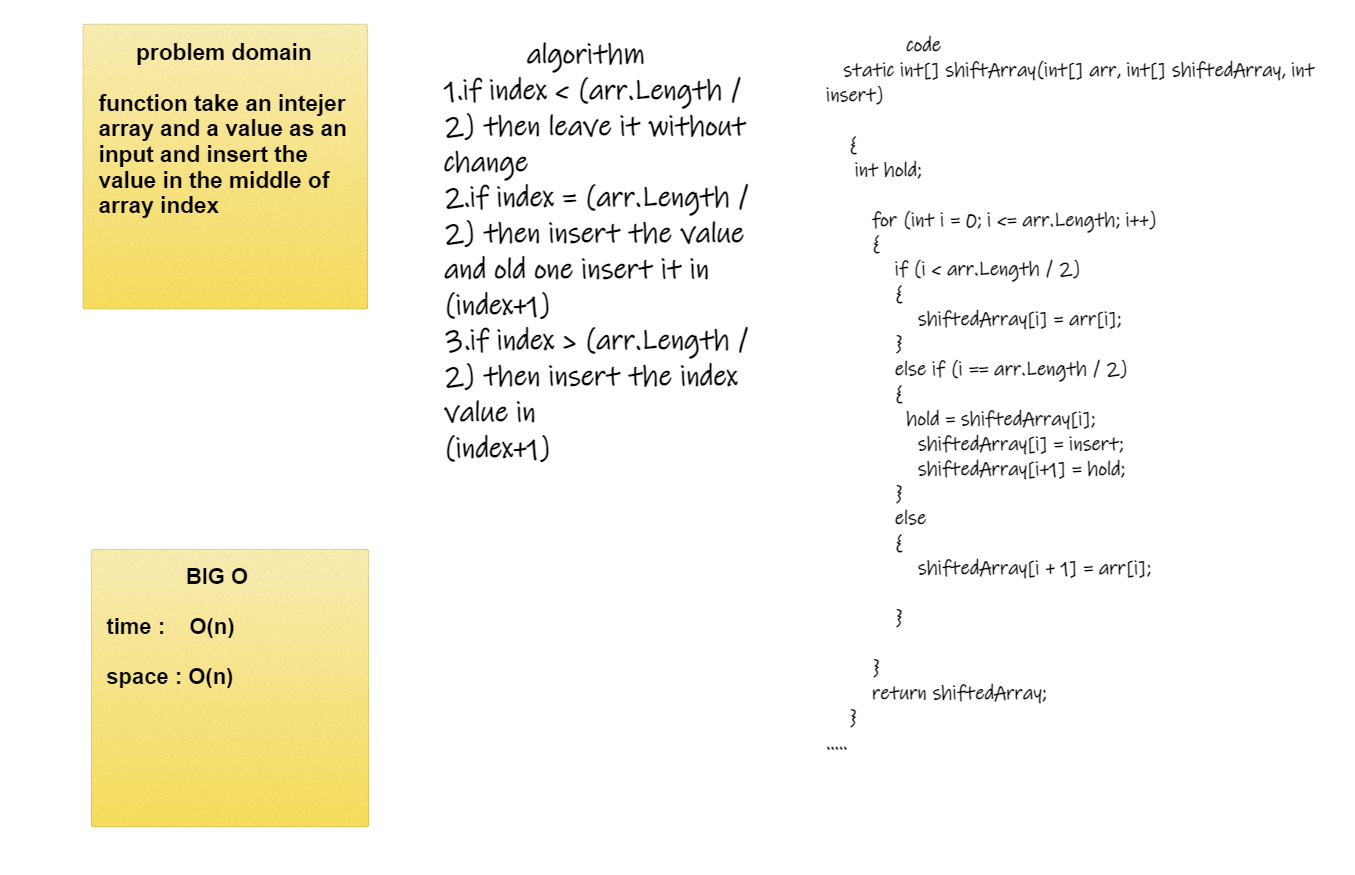 problem domain
function take an intejer
array and a value as an
input and insert the
value in the middle of
array index
BIG O
time : O(n)
space : O(n)
algorithm
1.if index < (arr.Length /
2) then leave it without
change
2.if index = (arr.Length /
2) then insert the value
and old one insert it in
(index+1)
3.if index > (arr.Length /
2) then insert the index
value in
(index+1)
code
static int[] shiftArray(int[] arr, int[] shiftedArray, int
insert)
{
int hold;
for (int i = 0; i <= arr.Length; i++)
{
if (i < arr.Length / 2)
{
shiftedArray[i] = arr[i];
}
else if (i == arr.Length / 2)
{
hold = shiftedArray[i];
shiftedArray[i] = insert;
shiftedArray[i+1] = hold;
}
else
{
shiftedArray[i + 1] = arr[i];
}
}
return shiftedArray;
}
`````